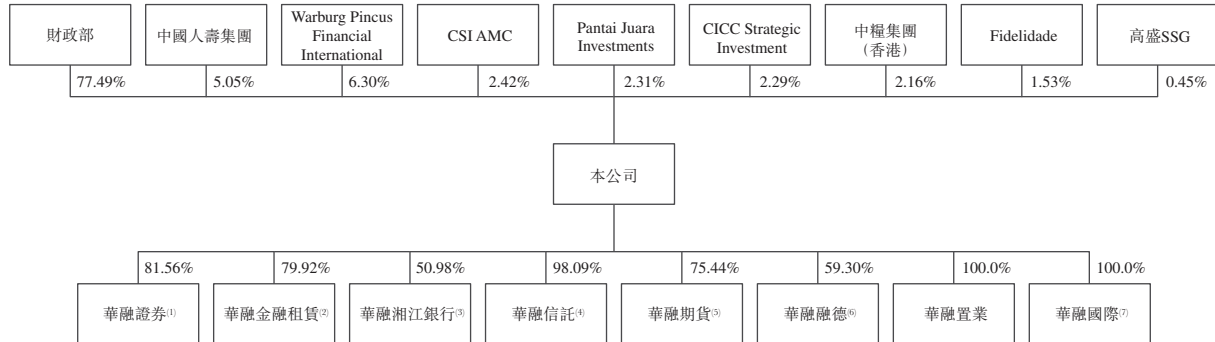 財政部
中國人壽集團
Warburg Pincus
Financial
International
CSI AMC
Pantai Juara
Investments
CICC Strategic
Investment
中糧集團
(香港)
Fidelidade
高盛SSG
77.49%
5.05%
6.30%
2.42%
2.31%
2.29%
2.16%
1.53%
0.45%
本公司
81.56%
79.92%
50.98%
98.09%
75.44%
59.30%
100.0%
100.0%
華融證券(1)
華融金融租賃(2)
華融湘江銀行(3)
華融信託(4)
華融期貨(5)
華融融德(6)
華融置業
華融國際(7)